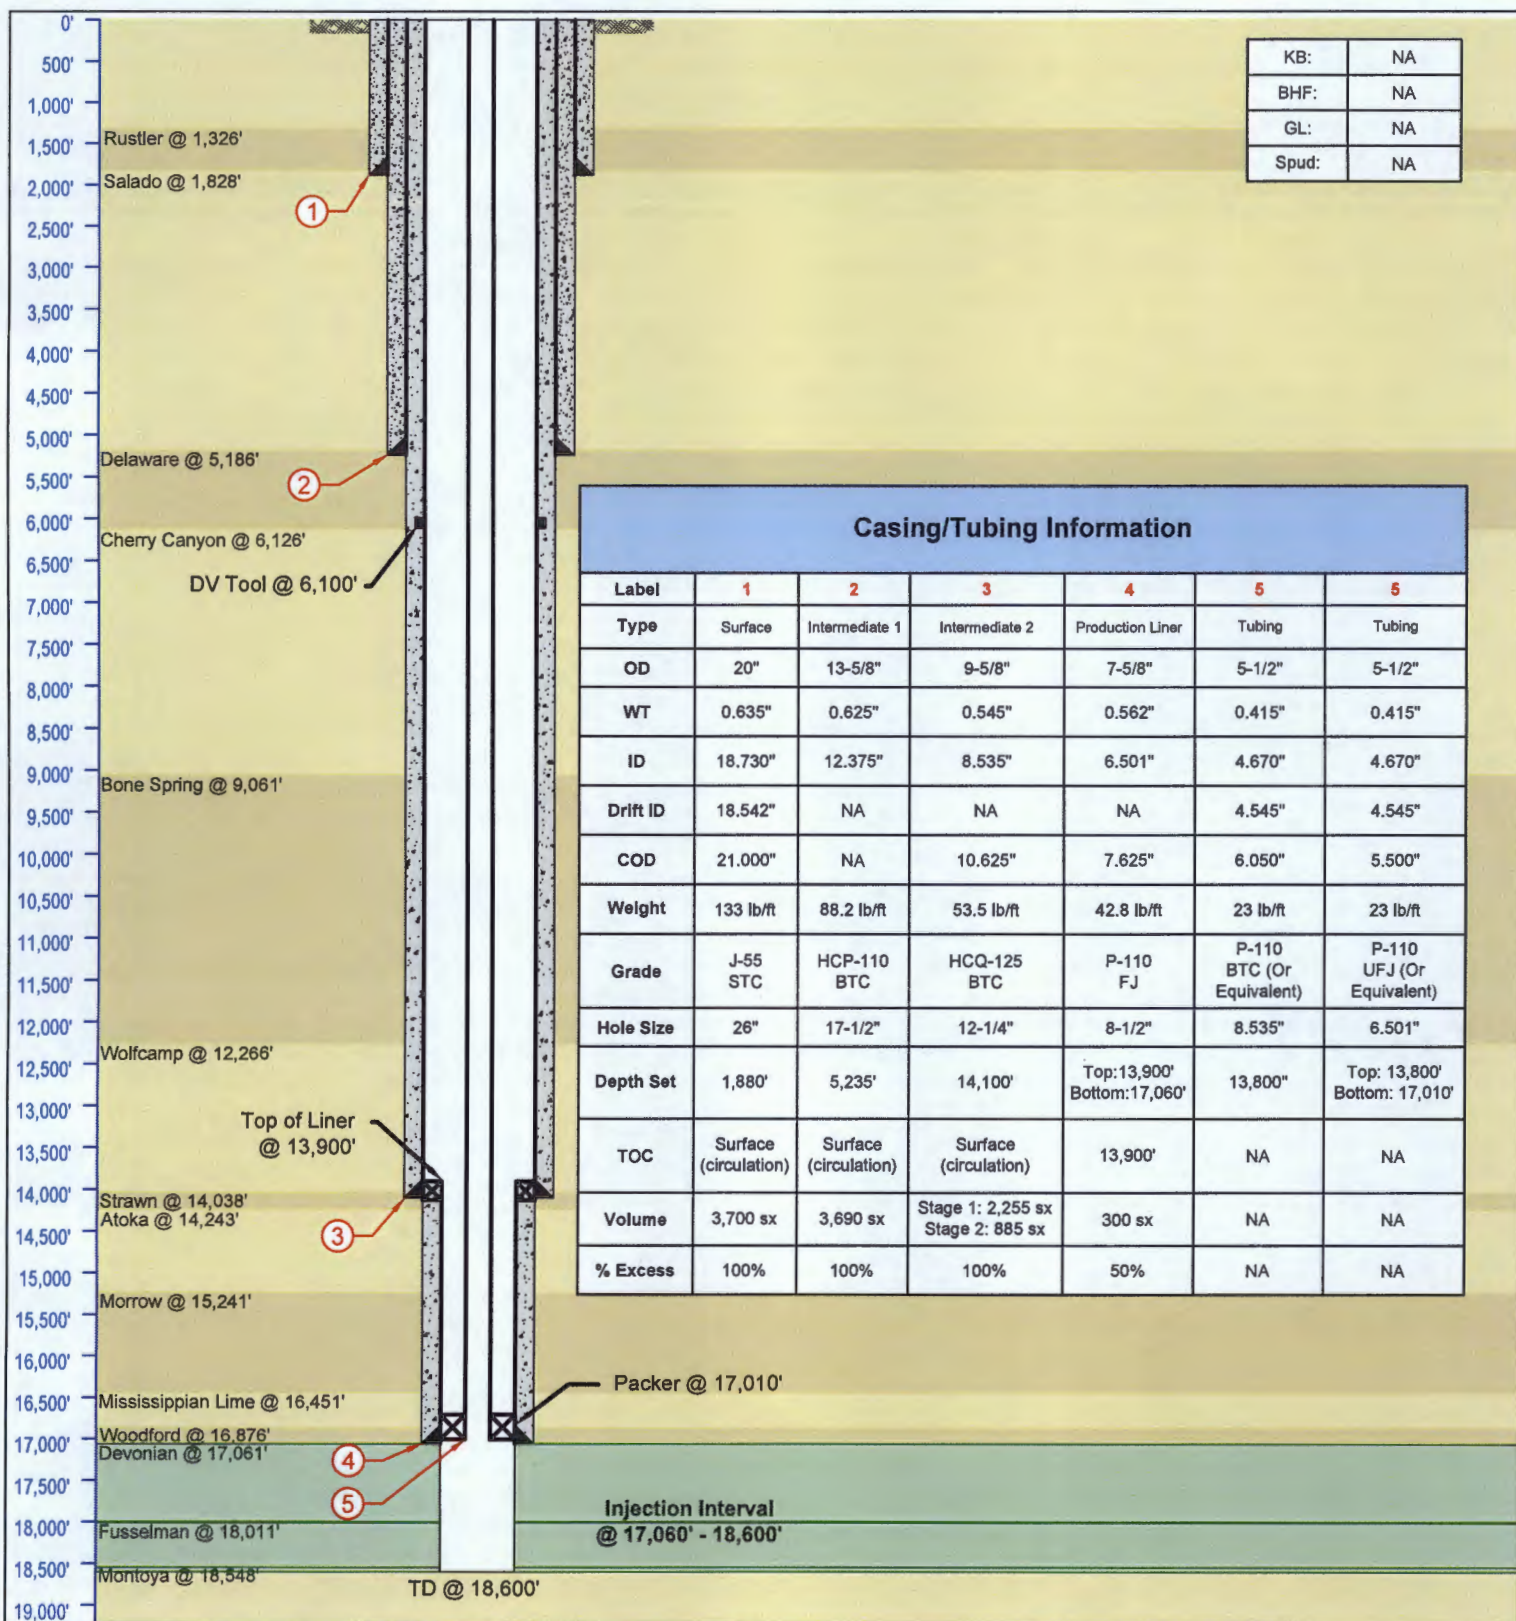 0'
500'
1,000'
1,500'
2,000'
2,500'
3,000'
3,500'
4,000'
4,500'
5,000'
5,500'
6,000'
6,500'
7,000'
7,500'
8,000'
8,500'
9,000'
9,500'
10,000'
10,500'
11,000'
11,500'
12,000'
12,500'
13,000'
13,500'
14,000'
14,500'
15,000
15,500'
16,000'
16,500'
17,000'
17,500'
18,000'
18,500'
19,000'
Rustler @ 1,326'
Salado @ 1,828'
Delaware @ 5,186'
Cherry Canyon @ 6,126'
Bone Spring @ 9,061'
Wolfcamp @ 12,266'
Strawn @ 14,038'
Atoka @ 14,243'
Morrow @ 15,241'
Mississippian Lime @ 16,451'
Woodford @ 16,876'
Devonian @ 17,061'
Fusselman @ 18,011'
Montoya @ 18,548'
1
2
DV Tool @ 6,100'
Top of Liner
@ 13,900'
3
4
5
Packer @ 17,010'
Injection Interval
@ 17,060' - 18,600'
TD @ 18,600'
KB: NA
BHF: NA
GL: NA
Spud: NA
Casing/Tubing Information
Label 1 2 3 4 5 5
Type Surface Intermediate 1 Intermediate 2 Production Liner Tubing Tubing
OD 20" 13-5/8" 9-5/8" 7-5/8" 5-1/2" 5-1/2"
WT 0.635" 0.625" 0.545" 0.562" 0.415" 0.415"
ID 18.730" 12.375" 8.535" 6.501" 4.670" 4.670"
Drift ID 18.542" NA NA NA 4.545" 4.545"
COD 21.000" NA 10.625" 7.625" 6.050" 5.500"
Weight 133 lb/ft 88.2 lb/ft 53.5 lb/ft 42.8 lb/ft 23 lb/ft 23 lb/ft
Grade J-55 STC HCP-110 BTC HCQ-125 BTC P-110 FJ P-110 BTC (Or Equivalent) P-110 UFJ (Or Equivalent)
Hole Size 26" 17-1/2" 12-1/4" 8-1/2" 8.535" 6.501"
Depth Set 1,880' 5,235' 14,100' Top:13,900' Bottom:17,060' 13,800" Top: 13,800' Bottom: 17,010'
TOC Surface (circulation) Surface (circulation) Surface (circulation) 13,900' NA NA
Volume 3,700 sx 3,690 sx Stage 1: 2,255 sx Stage 2: 885 sx 300 sx NA NA
% Excess 100% 100% 100% 50% NA NA